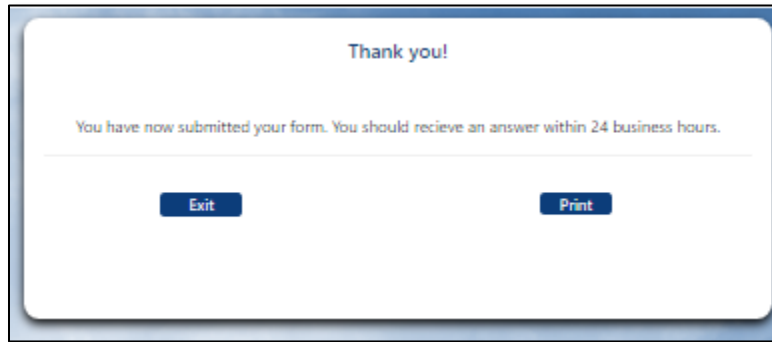 Thank you!
You have now submitted your form. You should recieve an answer within 24 business hours.
Exit
Print